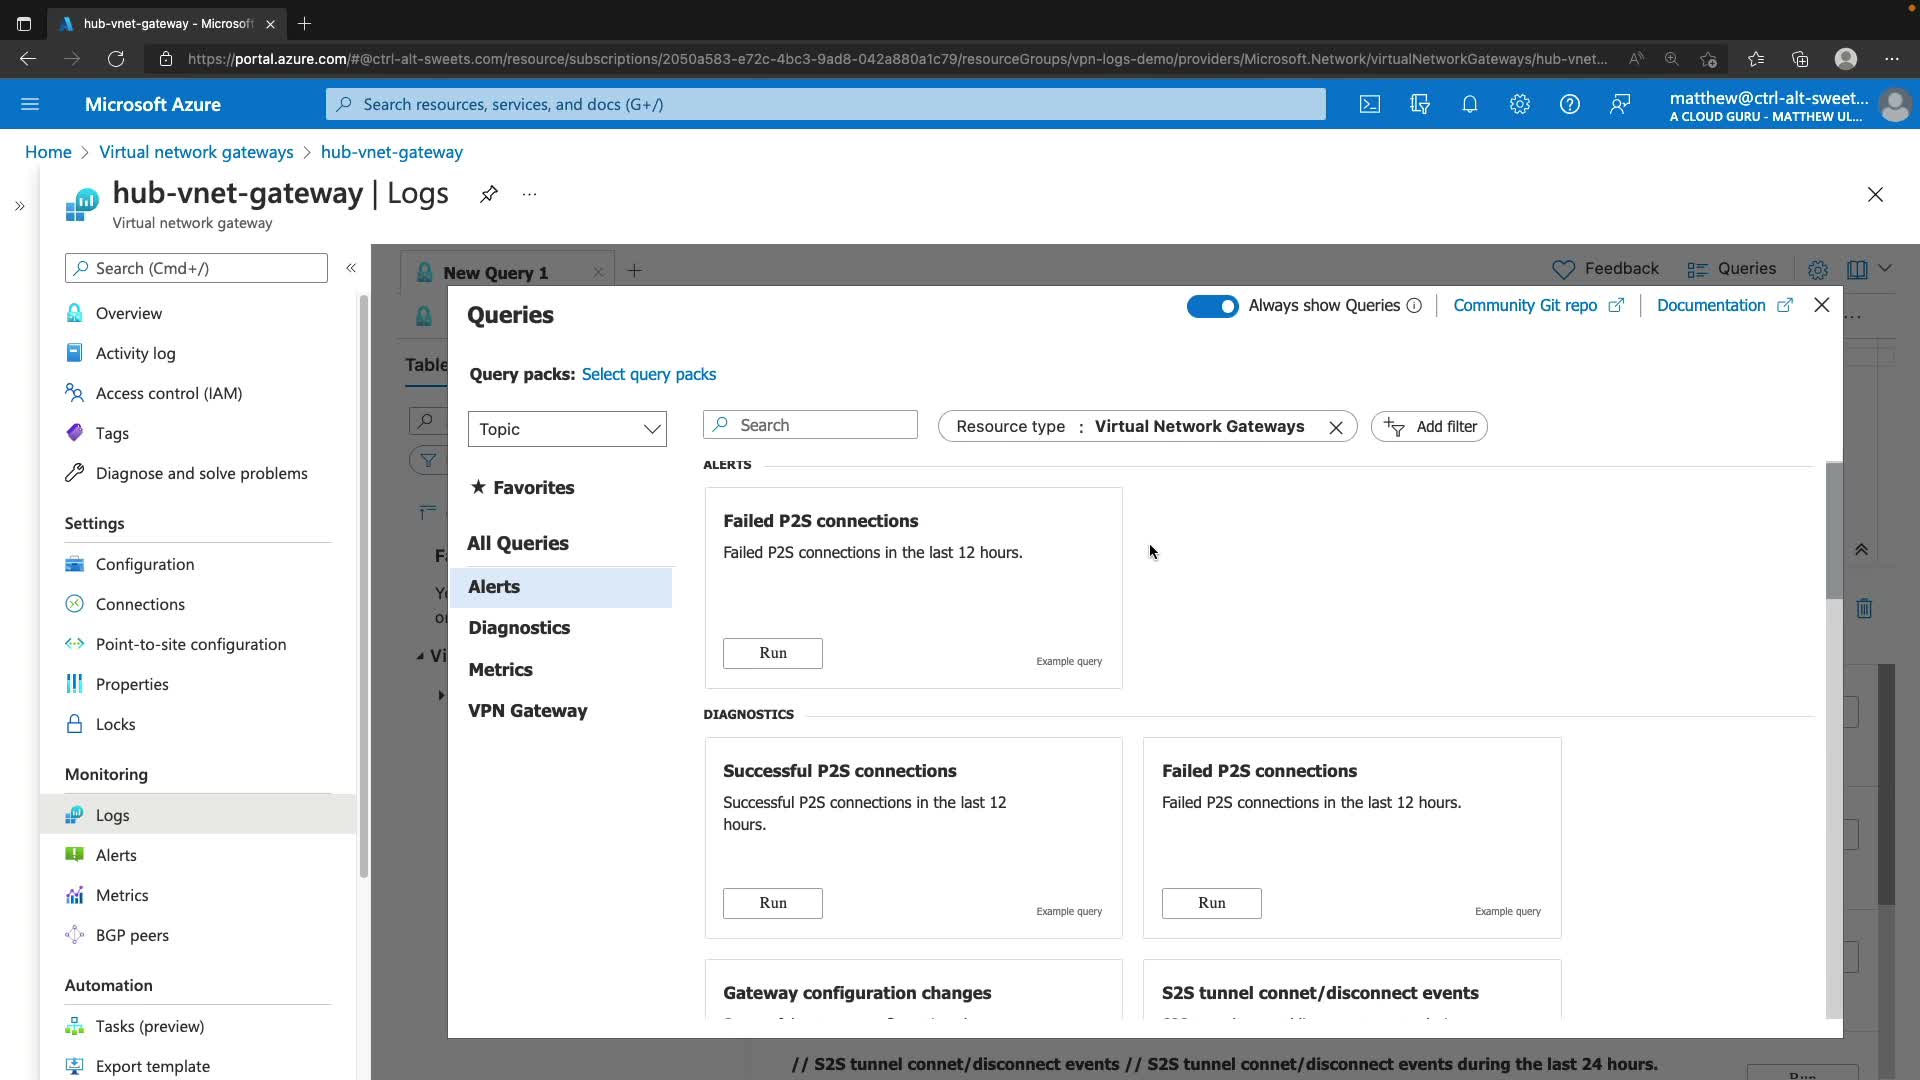 hub-vnet-gateway - Microsoft
https://portal.azure.com/#@ctrl-alt-sweets.com/resource/subscriptions/2050a583-e72c-4bc3-9ad8-042a880a1c79/resourceGroups/vpn-logs-demo/providers/Microsoft.Network/virtualNetworkGateways/hub-vnet...
Microsoft Azure
Search resources, services, and docs (G+/)
matthew@ctrl-alt-sweet...
A CLOUD GURU - MATTHEW UL...
Home > Virtual network gateways > hub-vnet-gateway
hub-vnet-gateway | Logs
Virtual network gateway
Search (Cmd+/)
Overview
Activity log
Access control (IAM)
Tags
Diagnose and solve problems
Settings
Configuration
Connections
Point-to-site configuration
Properties
Locks
Monitoring
Logs
Alerts
Metrics
BGP peers
Automation
Tasks (preview)
Export template
New Query 1
Feedback
Queries
Table
Queries
Always show Queries
Community Git repo
Documentation
Query packs: Select query packs
Topic
Search
Resource type : Virtual Network Gateways
Add filter
Favorites
All Queries
Alerts
Diagnostics
Metrics
VPN Gateway
ALERTS
Failed P2S connections
Failed P2S connections in the last 12 hours.
Run
Example query
DIAGNOSTICS
Successful P2S connections
Successful P2S connections in the last 12
hours.
Run
Example query
Failed P2S connections
Failed P2S connections in the last 12 hours.
Run
Example query
Gateway configuration changes
S2S tunnel connet/disconnect events
// S2S tunnel connet/disconnect events // S2S tunnel connet/disconnect events during the last 24 hours.